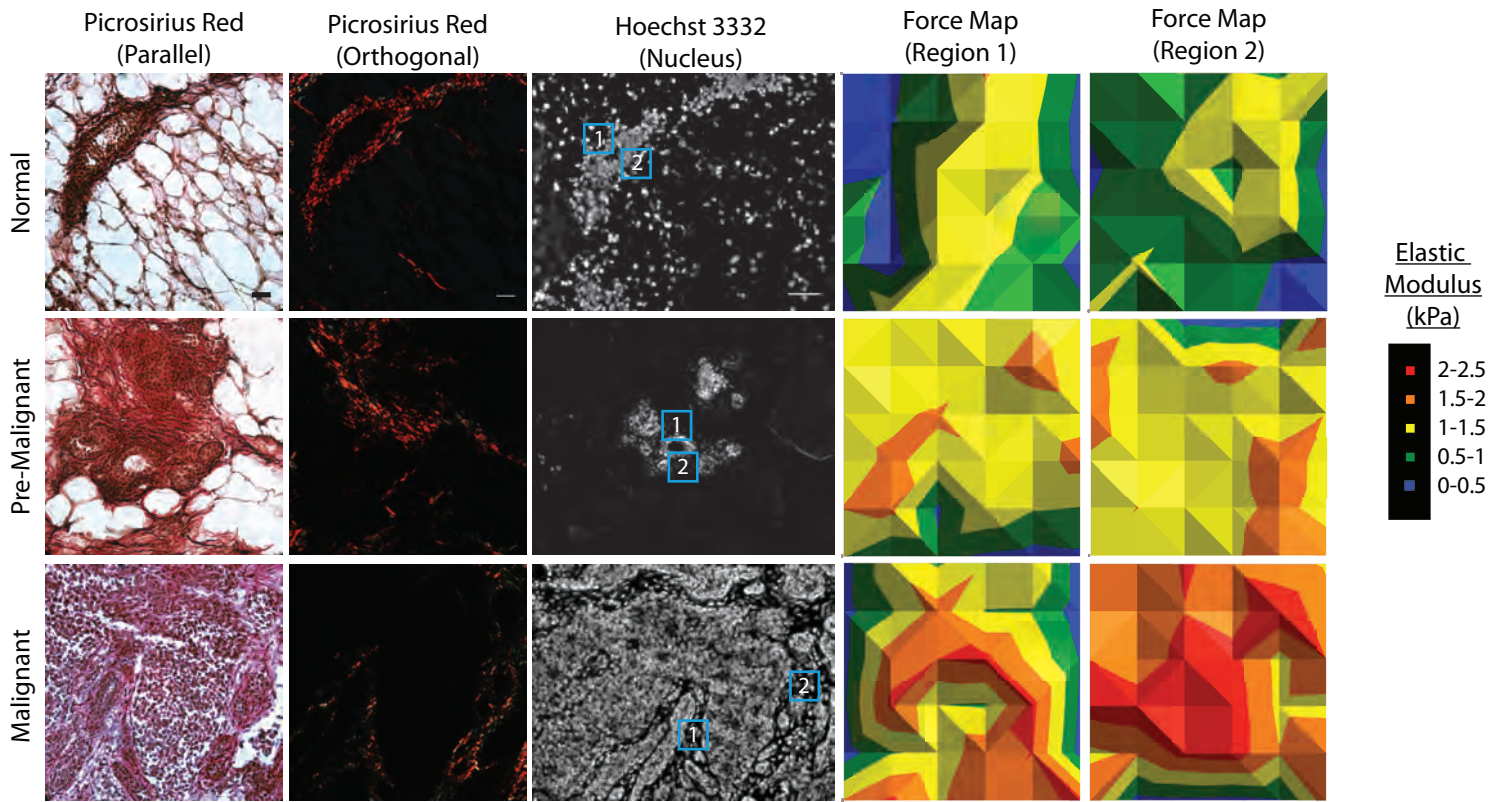 Picrosirius Red
(Parallel)
Picrosirius Red
(Orthogonal)
Hoechst 3332
(Nucleus)
Force Map
(Region 1)
Force Map
(Region 2)
Normal
1
2
Pre-Malignant
1
2
Malignant
1
2
Elastic
Modulus
(kPa)
2-2.5
1.5-2
1-1.5
0.5-1
0-0.5